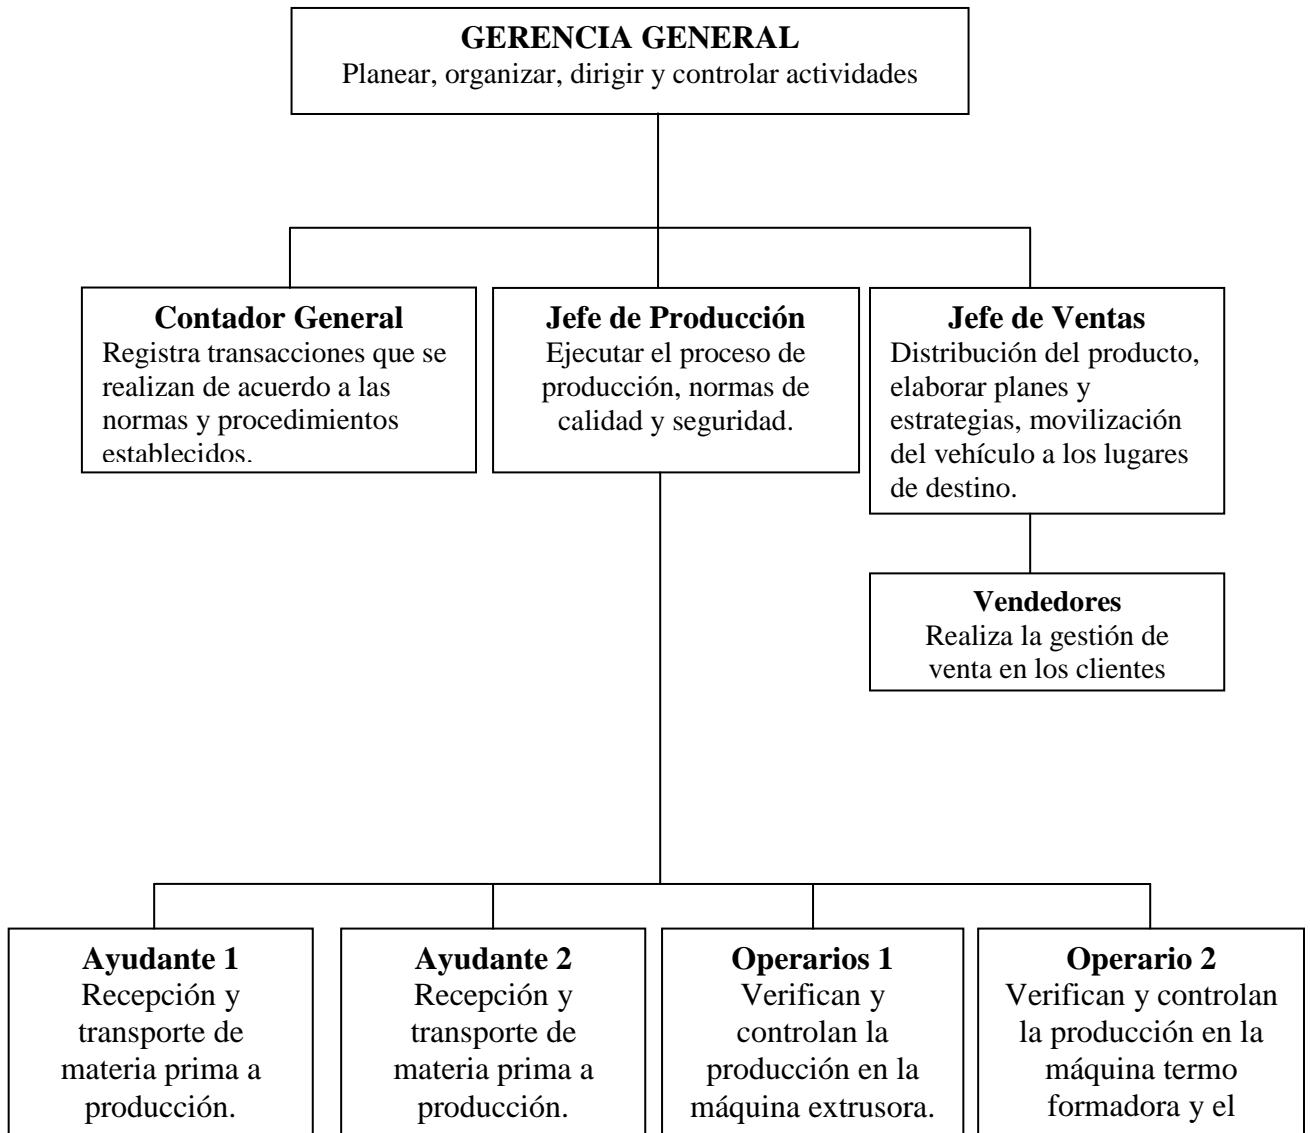 GERENCIA GENERAL
Planear, organizar, dirigir y controlar actividades
Contador General
Registra transacciones que se
realizan de acuerdo a las
normas y procedimientos
establecidos.
Jefe de Producción
Ejecutar el proceso de
producción, normas de
calidad y seguridad.
Jefe de Ventas
Distribución del producto,
elaborar planes y
estrategias, movilización
del vehículo a los lugares
de destino.
Vendedores
Realiza la gestión de
venta en los clientes
Ayudante 1
Recepción y
transporte de
materia prima a
producción.
Ayudante 2
Recepción y
transporte de
materia prima a
producción.
Operarios 1
Verifican y
controlan la
producción en la
máquina extrusora.
Operario 2
Verifican y controlan
la producción en la
máquina termo
formadora y el